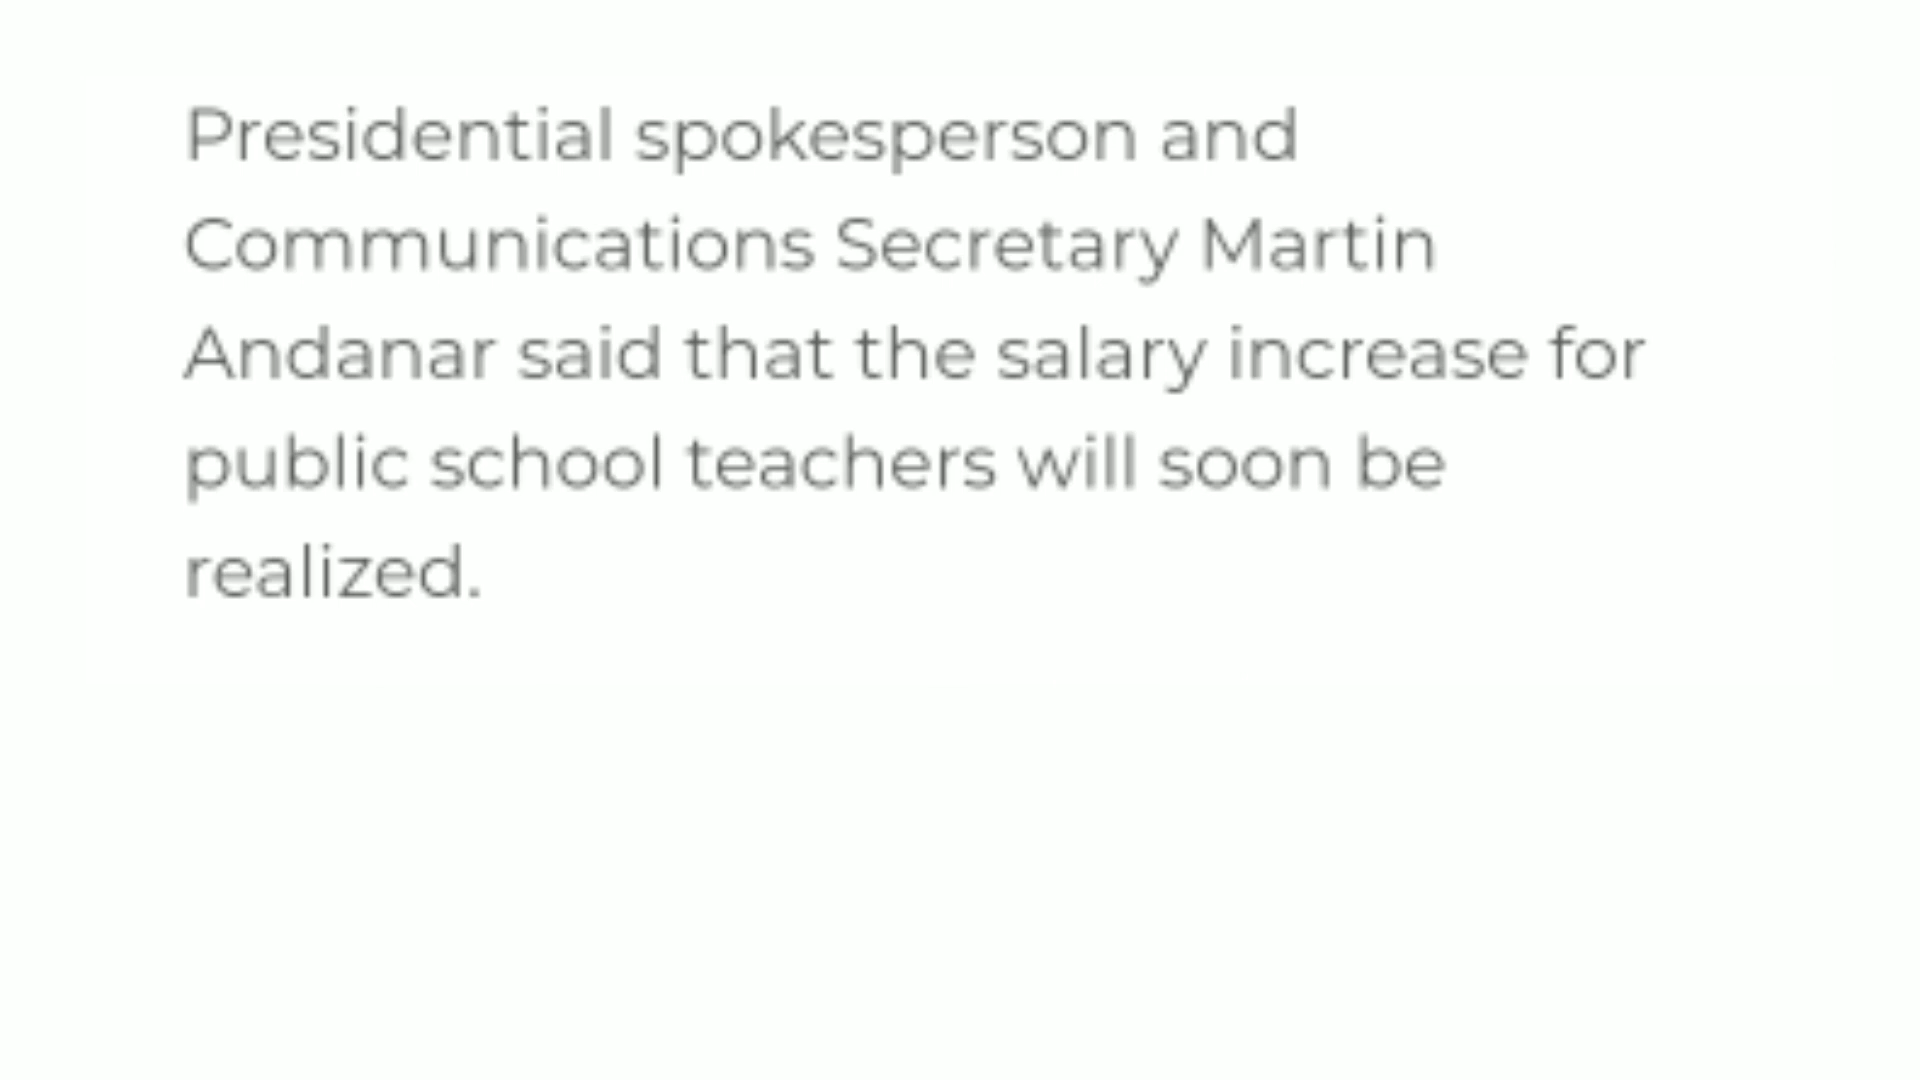 Presidential spokesperson and
Communications Secretary Martin
Andanar said that the salary increase for
public school teachers will soon be
realized.